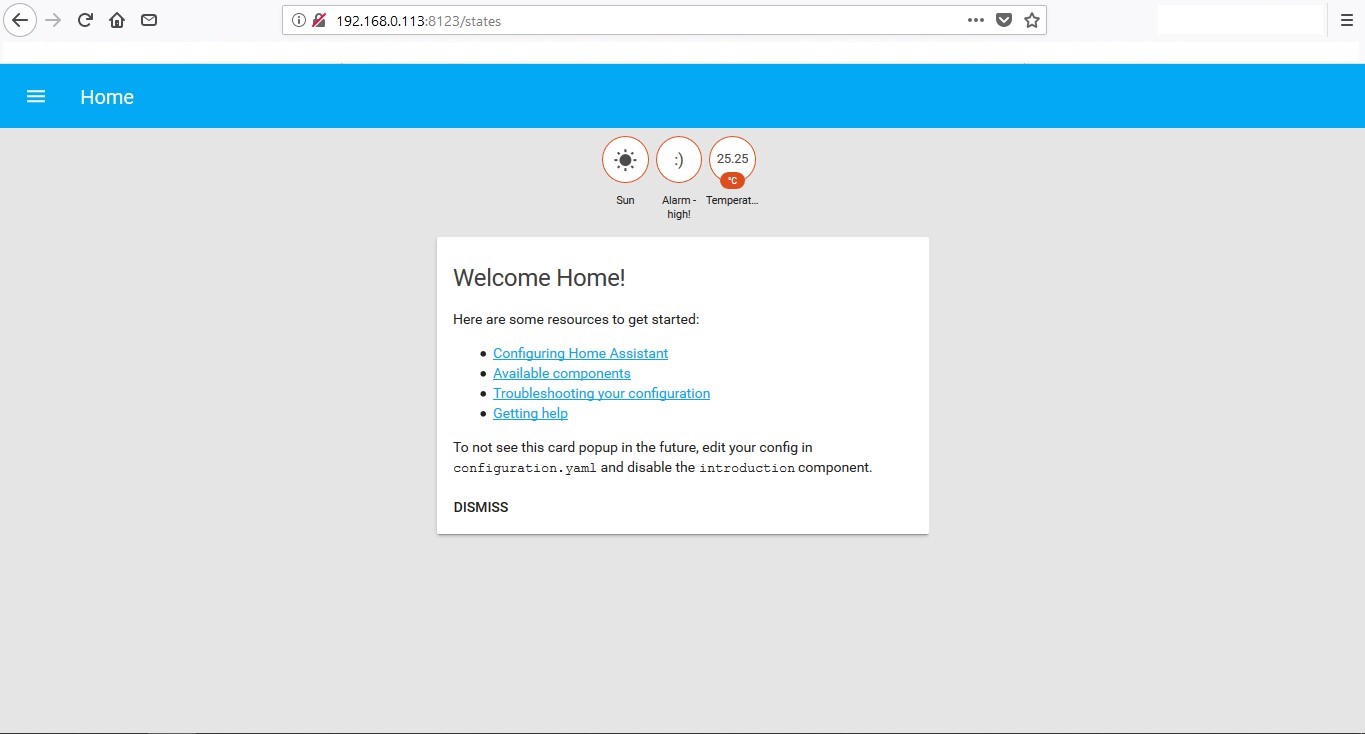 192.168.0.113:8123/states
Home
:)
25.25
°C
Sun
Alarm -
high!
Temperat...
Welcome Home!
Here are some resources to get started:
Configuring Home Assistant
Available components
Troubleshooting your configuration
Getting help
To not see this card popup in the future, edit your config in
configuration.yaml and disable the introduction component.
DISMISS